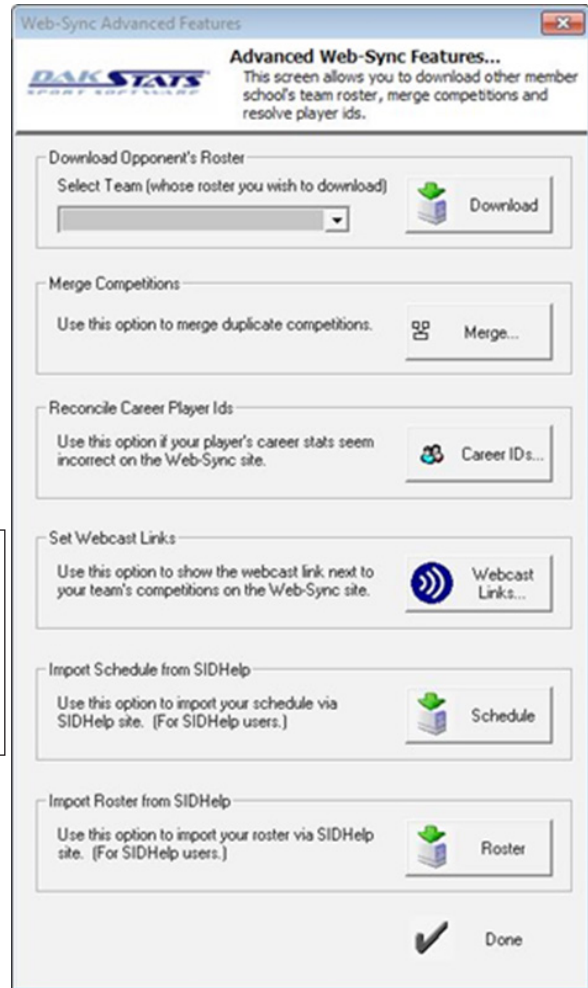 Web-Sync Advanced Features
DAKSTATS
SPORT SOFTWARE
Advanced Web-Sync Features...
This screen allows you to download other member
school's team roster, merge competitions and
resolve player ids.
Download Opponent's Roster
Select Team (whose roster you wish to download)
Download
Merge Competitions
Use this option to merge duplicate competitions.
Merge...
Reconcile Career Player Ids
Use this option if your player's career stats seem
incorrect on the Web-Sync site.
Career IDs...
Set Webcast Links
Use this option to show the webcast link next to
your team's competitions on the Web-Sync site.
Webcast
Links...
Import Schedule from SIDHelp
Use this option to import your schedule via
SIDHelp site. (For SIDHelp users.)
Schedule
Import Roster from SIDHelp
Use this option to import your roster via SIDHelp
site. (For SIDHelp users.)
Roster
Done